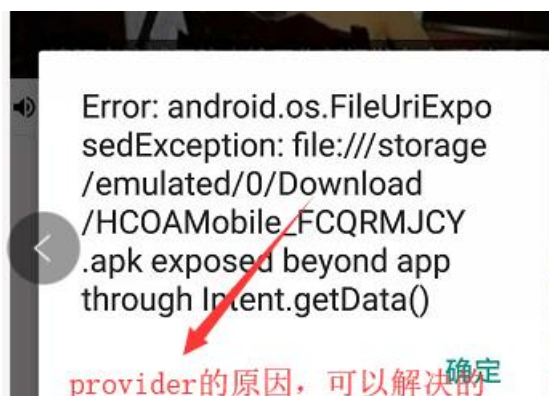 Error: android.os.FileUriExpo
sedException: file:///storage
/emulated/0/Download
/HCOAMobile_FCQRMJCY
.apk exposed beyond app
through Intent.getData()
确定
provider的原因，可以解决的